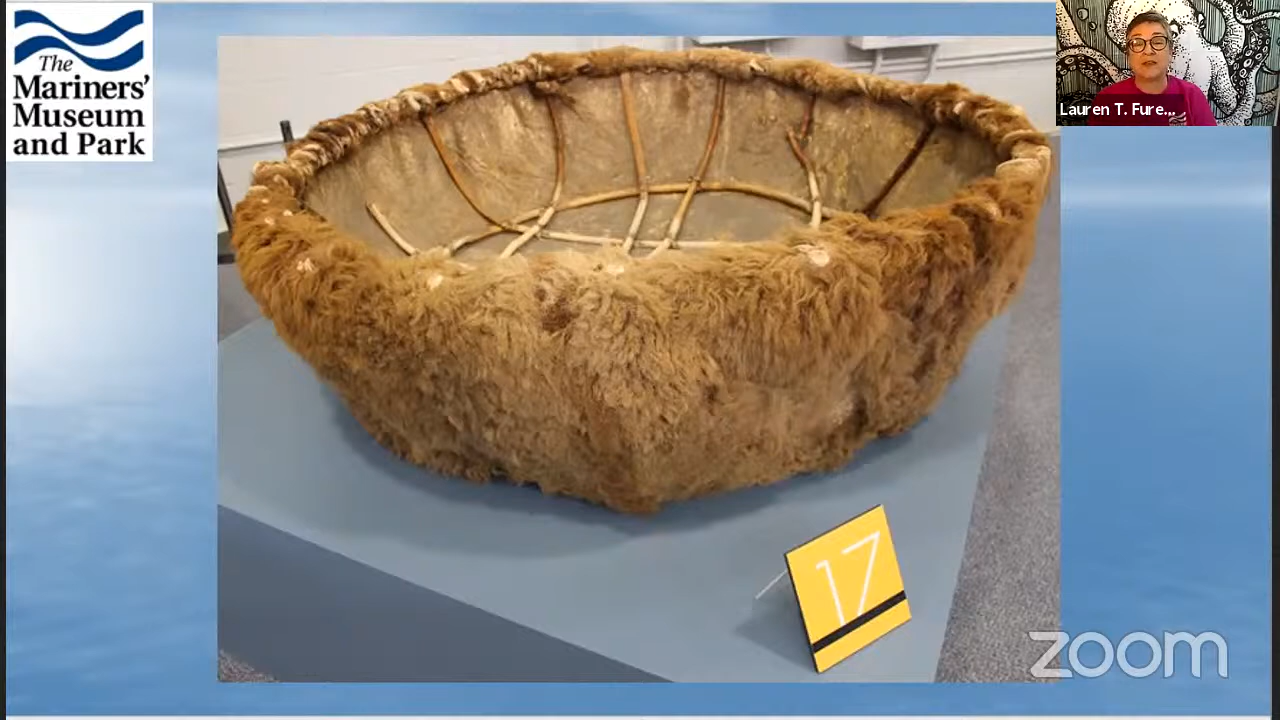 The
Mariners'
Museum
and Park
Lauren T. Fure...
17
zoom